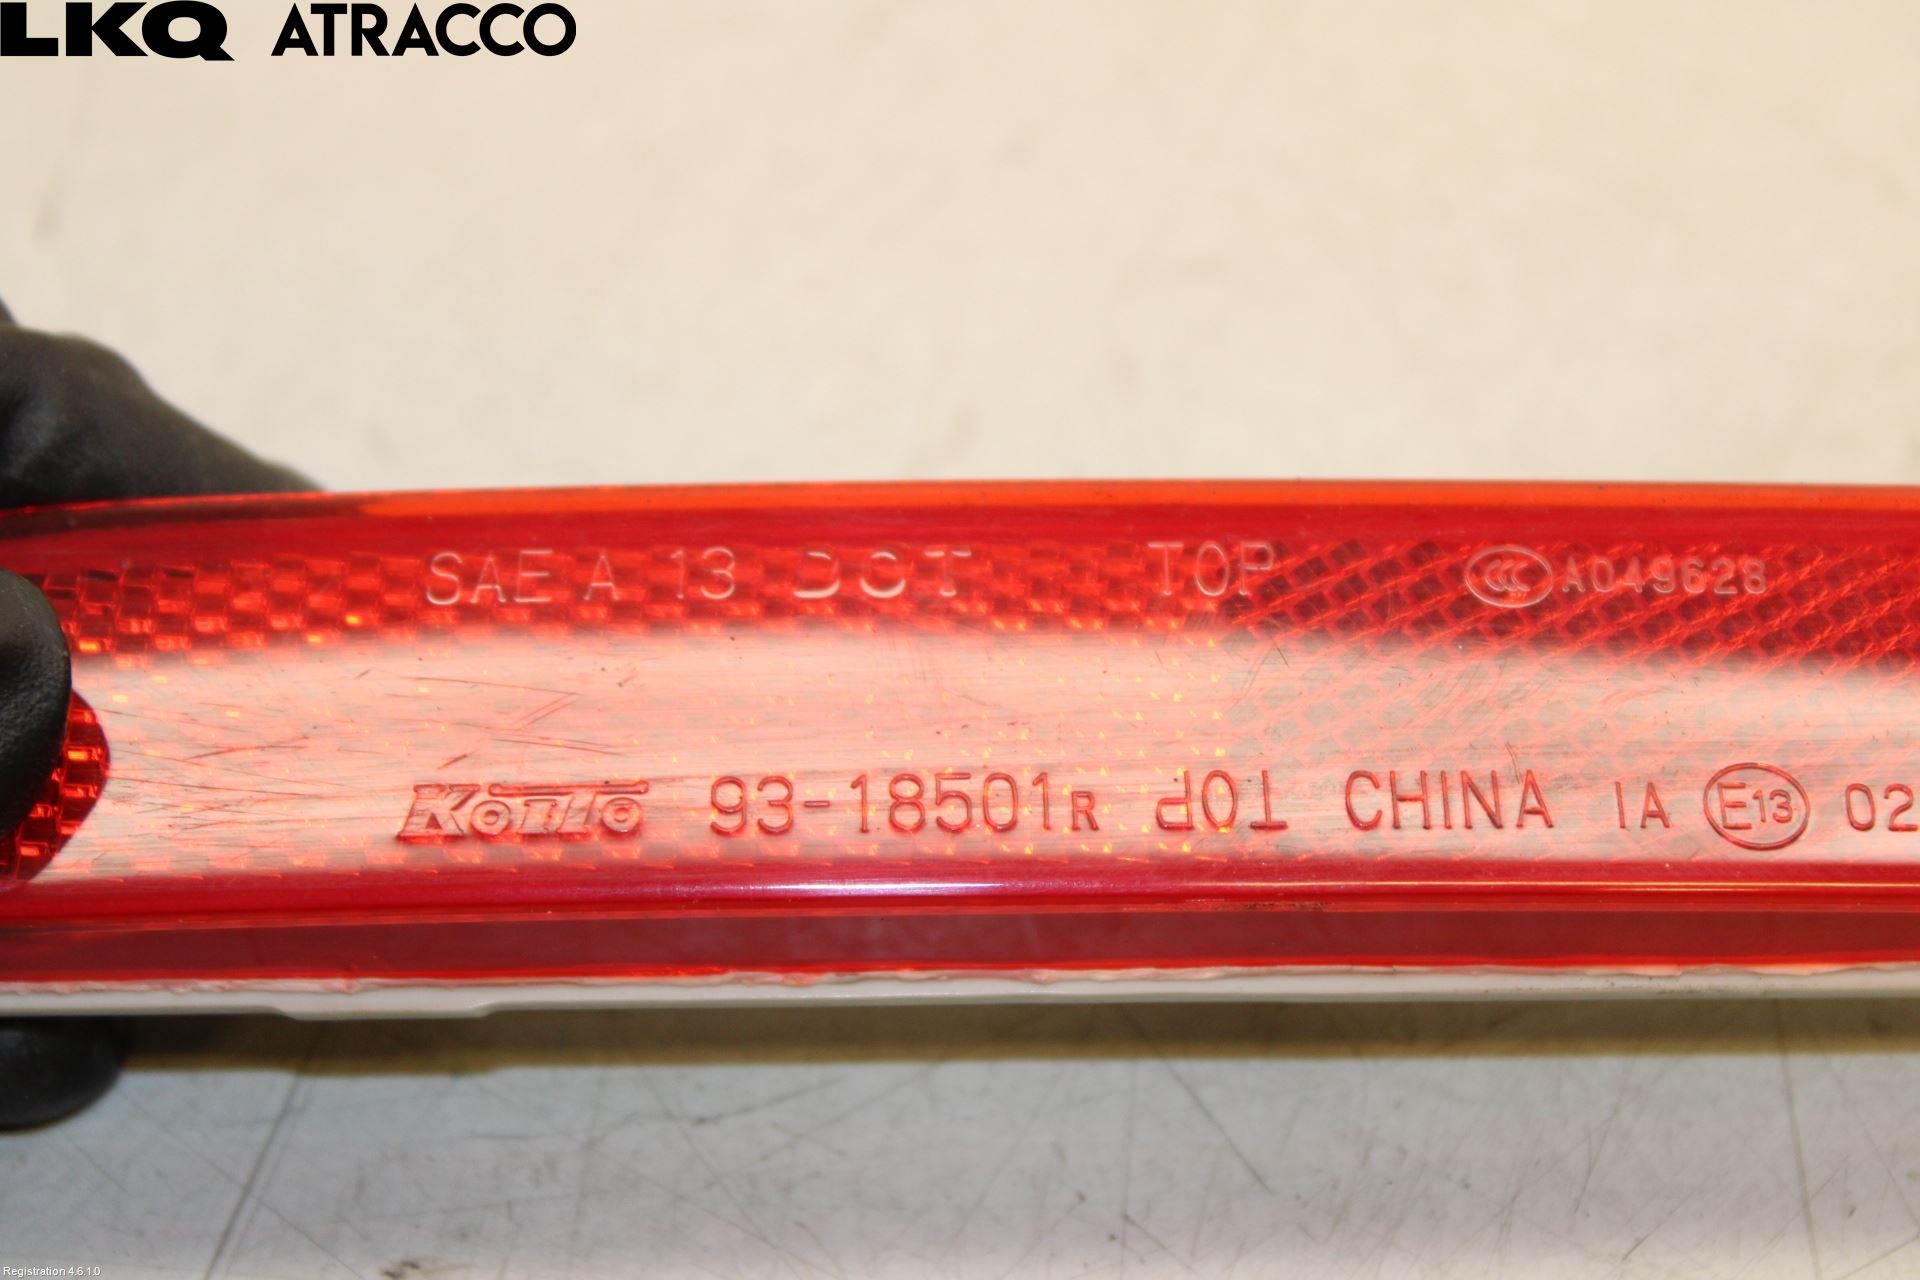 LKQ ATRACCO
SAE A 13 DOT TOP CCC A049628
KOITO 93-18501R TOP CHINA IA E13 02
Registration 4.6.1.0